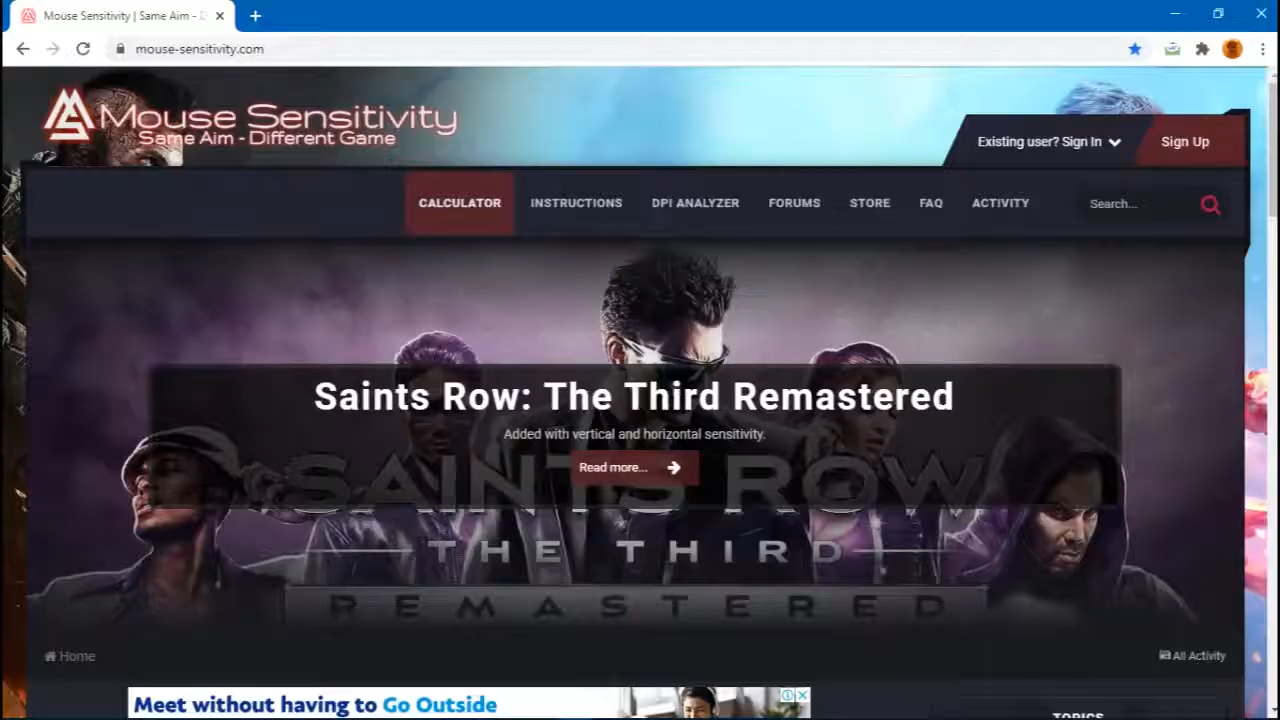 Mouse Sensitivity | Same Aim - D
mouse-sensitivity.com
Mouse Sensitivity
Same Aim - Different Game
Existing user? Sign In
Sign Up
CALCULATOR
INSTRUCTIONS
DPI ANALYZER
FORUMS
STORE
FAQ
ACTIVITY
Search...
Saints Row: The Third Remastered
Added with vertical and horizontal sensitivity.
Read more...
SAINTS ROW
THE THIRD
REMASTERED
Home
All Activity
Meet without having to Go Outside
TOPICS